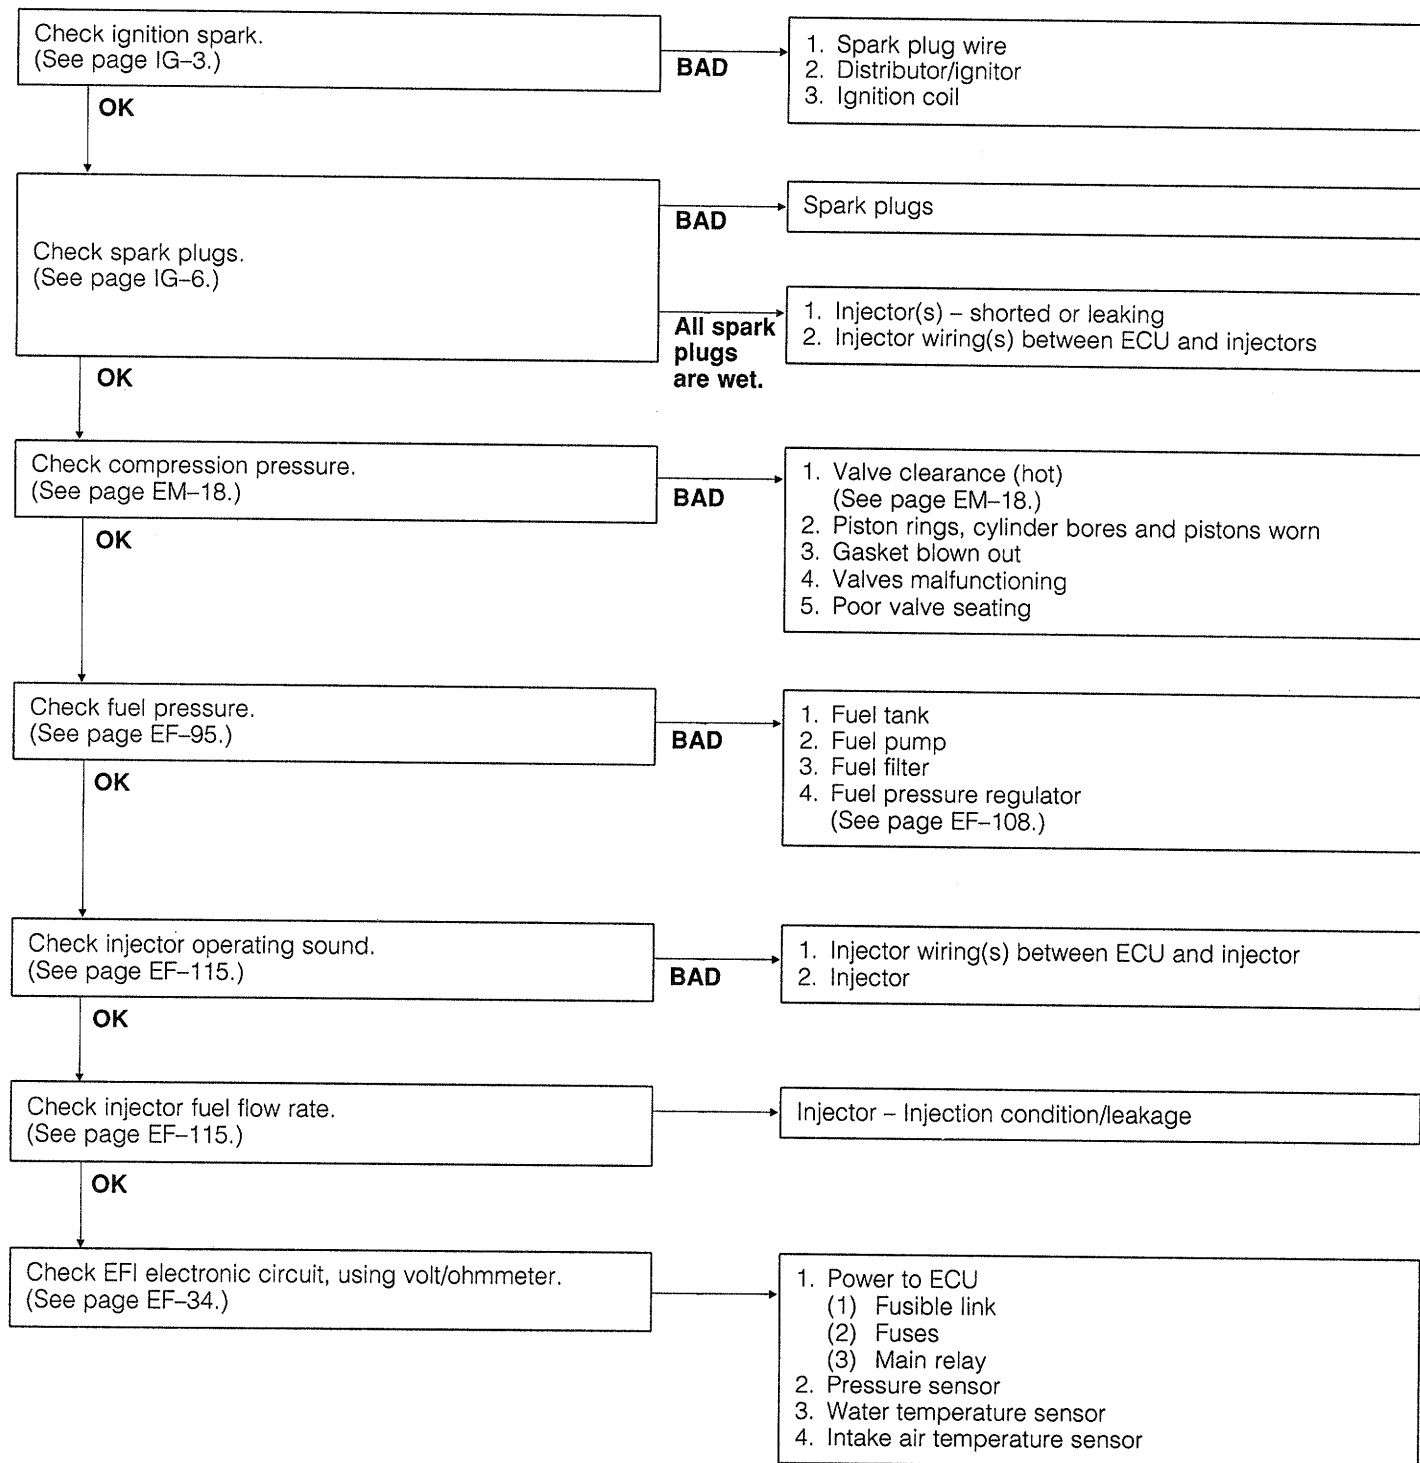 Check ignition spark.
(See page IG–3.)
BAD
1. Spark plug wire
2. Distributor/ignitor
3. Ignition coil
OK
Check spark plugs.
(See page IG–6.)
BAD
Spark plugs
All spark
plugs
are wet.
1. Injector(s) – shorted or leaking
2. Injector wiring(s) between ECU and injectors
OK
Check compression pressure.
(See page EM–18.)
BAD
1. Valve clearance (hot)
(See page EM–18.)
2. Piston rings, cylinder bores and pistons worn
3. Gasket blown out
4. Valves malfunctioning
5. Poor valve seating
OK
Check fuel pressure.
(See page EF–95.)
BAD
1. Fuel tank
2. Fuel pump
3. Fuel filter
4. Fuel pressure regulator
(See page EF–108.)
OK
Check injector operating sound.
(See page EF–115.)
BAD
1. Injector wiring(s) between ECU and injector
2. Injector
OK
Check injector fuel flow rate.
(See page EF–115.)
Injector – Injection condition/leakage
OK
Check EFI electronic circuit, using volt/ohmmeter.
(See page EF–34.)
1. Power to ECU
(1) Fusible link
(2) Fuses
(3) Main relay
2. Pressure sensor
3. Water temperature sensor
4. Intake air temperature sensor